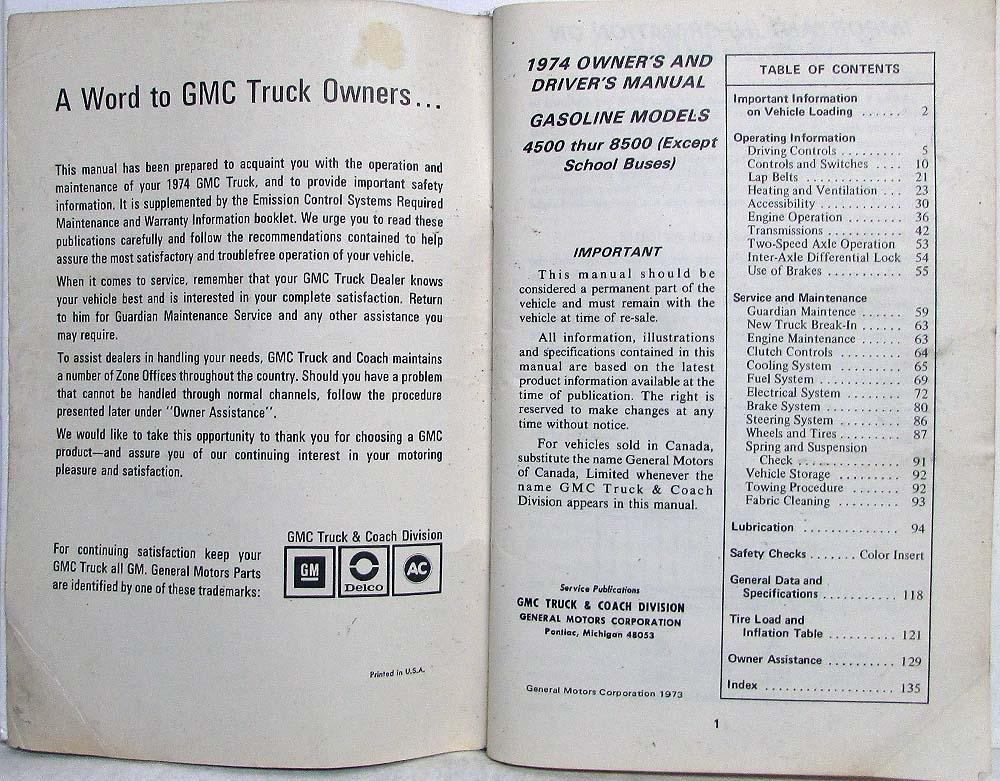 A Word to GMC Truck Owners...
This manual has been prepared to acquaint you with the operation and
maintenance of your 1974 GMC Truck, and to provide important safety
information. It is supplemented by the Emission Control Systems Required
Maintenance and Warranty Information booklet. We urge you to read these
publications carefully and follow the recommendations contained to help
assure the most satisfactory and troublefree operation of your vehicle.
When it comes to service, remember that your GMC Truck Dealer knows
your vehicle best and is interested in your complete satisfaction. Return
to him for Guardian Maintenance Service and any other assistance you
may require.
To assist dealers in handling your needs, GMC Truck and Coach maintains
a number of Zone Offices throughout the country. Should you have a problem
that cannot be handled through normal channels, follow the procedure
presented later under "Owner Assistance".
We would like to take this opportunity to thank you for choosing a GMC
product—and assure you of our continuing interest in your motoring
pleasure and satisfaction.
For continuing satisfaction keep your
GMC Truck all GM. General Motors Parts
are identified by one of these trademarks:
GMC Truck & Coach Division
GM
Delco
AC
Printed in U.S.A.
1974 OWNER'S AND
DRIVER'S MANUAL
GASOLINE MODELS
4500 thur 8500 (Except
School Buses)
IMPORTANT
This manual should be
considered a permanent part of the
vehicle and must remain with the
vehicle at time of re-sale.
All information, illustrations
and specifications contained in this
manual are based on the latest
product information available at the
time of publication. The right is
reserved to make changes at any
time without notice.
For vehicles sold in Canada,
substitute the name General Motors
of Canada, Limited whenever the
name GMC Truck & Coach
Division appears in this manual.
Service Publications
GMC TRUCK & COACH DIVISION
GENERAL MOTORS CORPORATION
Pontiac, Michigan 48053
General Motors Corporation 1973
TABLE OF CONTENTS
Important Information
on Vehicle Loading ...... 2
Operating Information
Driving Controls ........ 5
Controls and Switches .... 10
Lap Belts ............ 21
Heating and Ventilation ... 23
Accessibility .......... 30
Engine Operation ........ 36
Transmissions .......... 42
Two-Speed Axle Operation 53
Inter-Axle Differential Lock 54
Use of Brakes .......... 55
Service and Maintenance
Guardian Maintence ...... 59
New Truck Break-In ...... 63
Engine Maintenance ...... 63
Clutch Controls ......... 64
Cooling System ......... 65
Fuel System ............ 69
Electrical System ........ 72
Brake System .......... 80
Steering System ......... 86
Wheels and Tires ........ 87
Spring and Suspension
Check ............. 91
Vehicle Storage ......... 92
Towing Procedure ....... 92
Fabric Cleaning ......... 93
Lubrication ............ 94
Safety Checks ....... Color Insert
General Data and
Specifications ........... 118
Tire Load and
Inflation Table .......... 121
Owner Assistance .......... 129
Index ................... 135
1